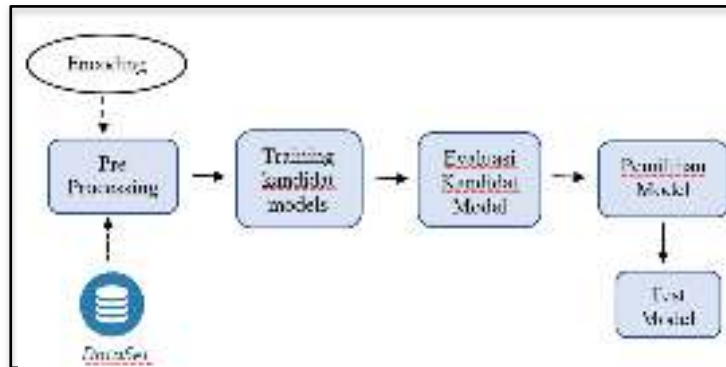 Encoding
Pre
Processing
Training
kandidat
models
Evaluasi
Kandidat
Model
Pemilihan
Model
Test
Model
DataSet